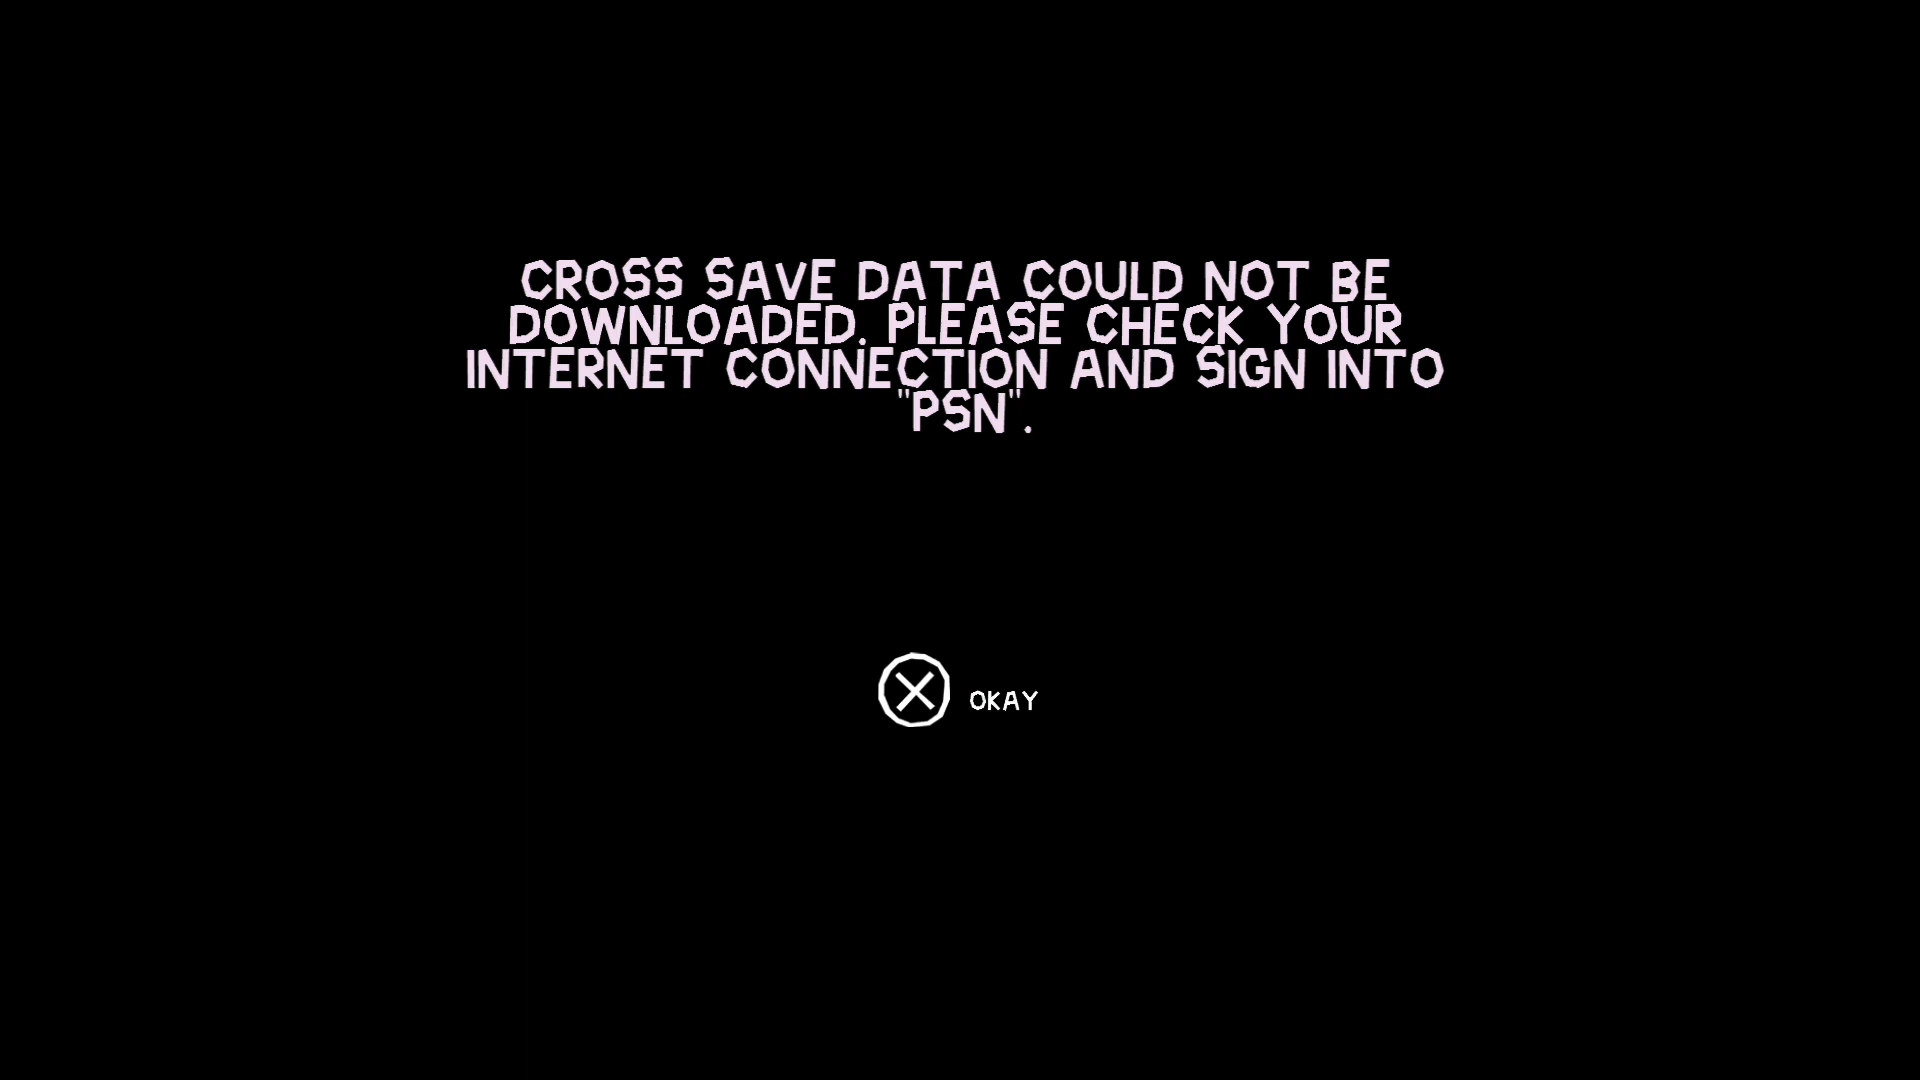 CROSS SAVE DATA COULD NOT BE
DOWNLOADED. PLEASE CHECK YOUR
INTERNET CONNECTION AND SIGN INTO
"PSN".
OKAY